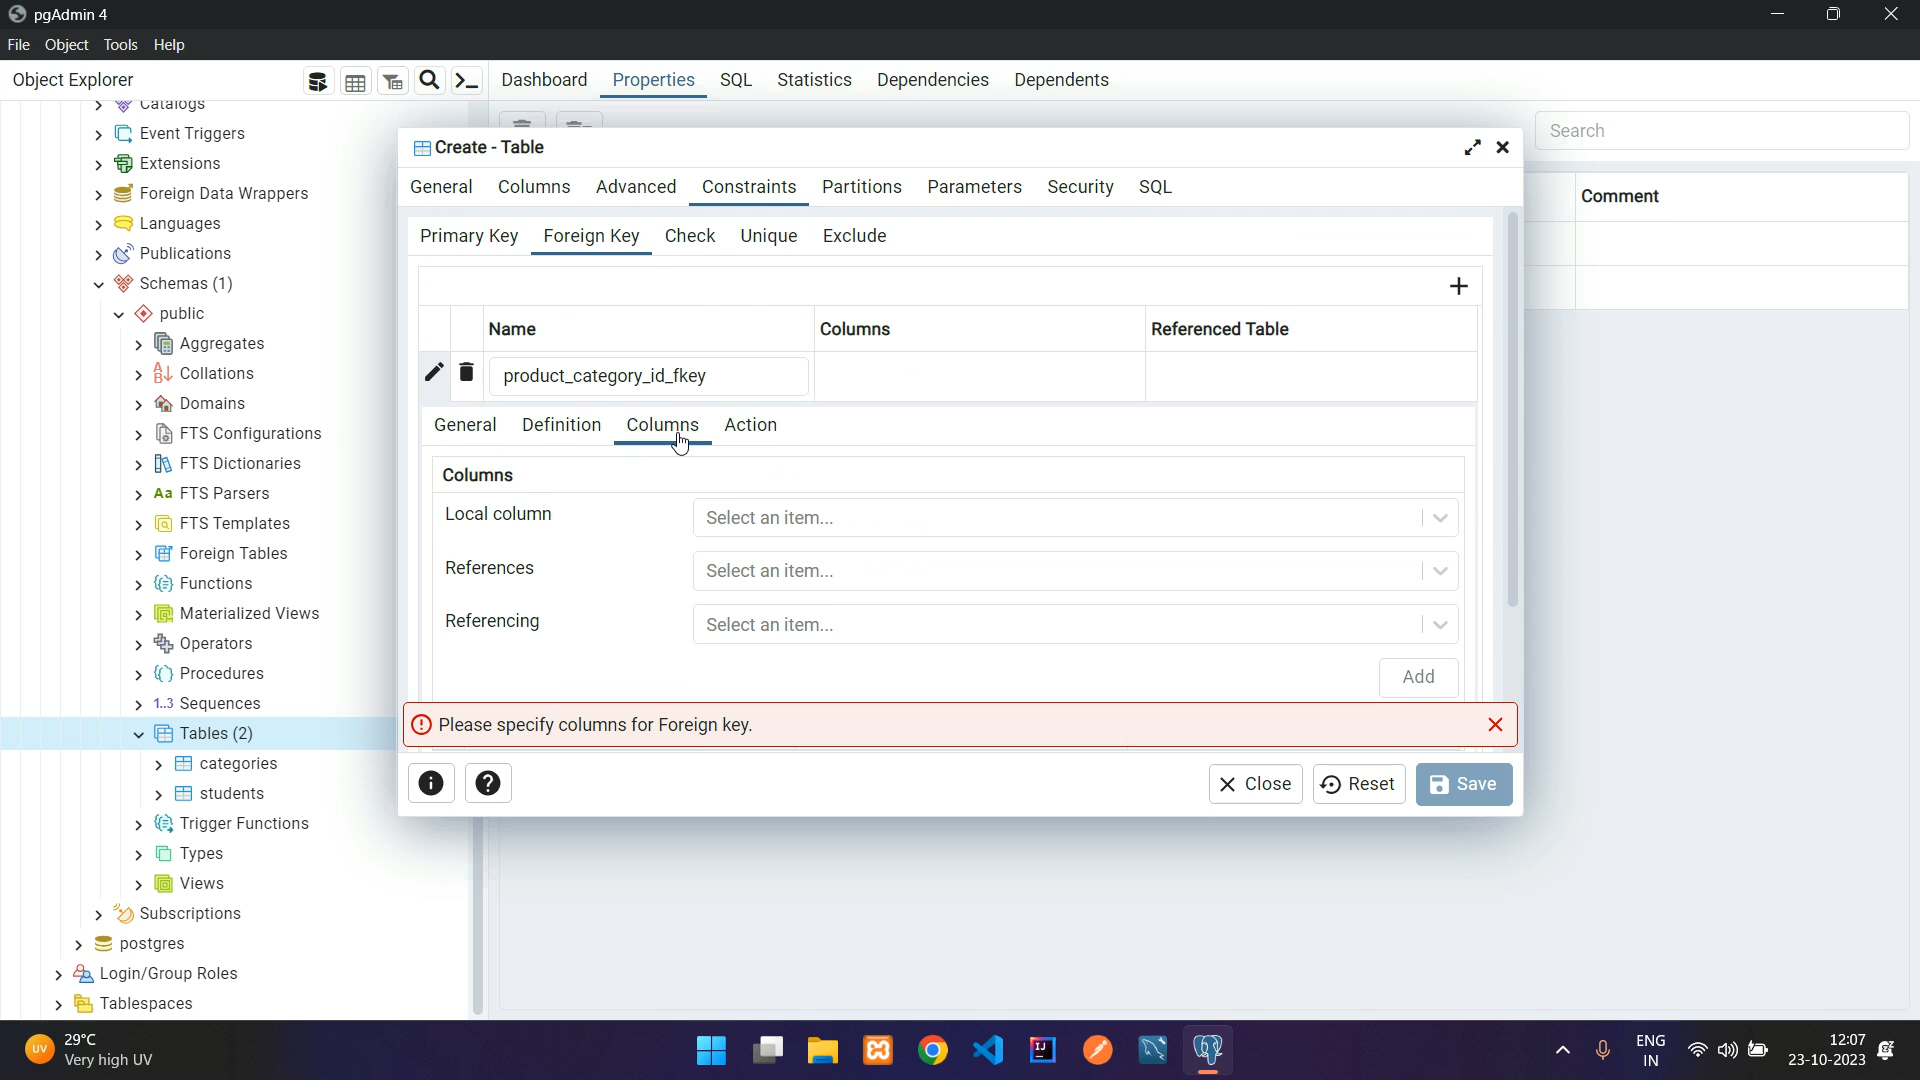 pgAdmin 4
File Object Tools Help
Object Explorer
Dashboard Properties SQL Statistics Dependencies Dependents
Search
Catalogs
Event Triggers
Extensions
Foreign Data Wrappers
Languages
Publications
Schemas (1)
public
Aggregates
Collations
Domains
FTS Configurations
FTS Dictionaries
Aa FTS Parsers
FTS Templates
Foreign Tables
Functions
Materialized Views
Operators
Procedures
1..3 Sequences
Tables (2)
categories
students
Trigger Functions
Types
Views
Subscriptions
postgres
Login/Group Roles
Tablespaces
Create - Table
General Columns Advanced Constraints Partitions Parameters Security SQL
Primary Key Foreign Key Check Unique Exclude
Name Columns Referenced Table
product_category_id_fkey
General Definition Columns Action
Columns
Local column Select an item...
References Select an item...
Referencing Select an item...
Add
Please specify columns for Foreign key.
Close Reset Save
Comment
UV 29°C
Very high UV
ENG
IN
12:07
23-10-2023